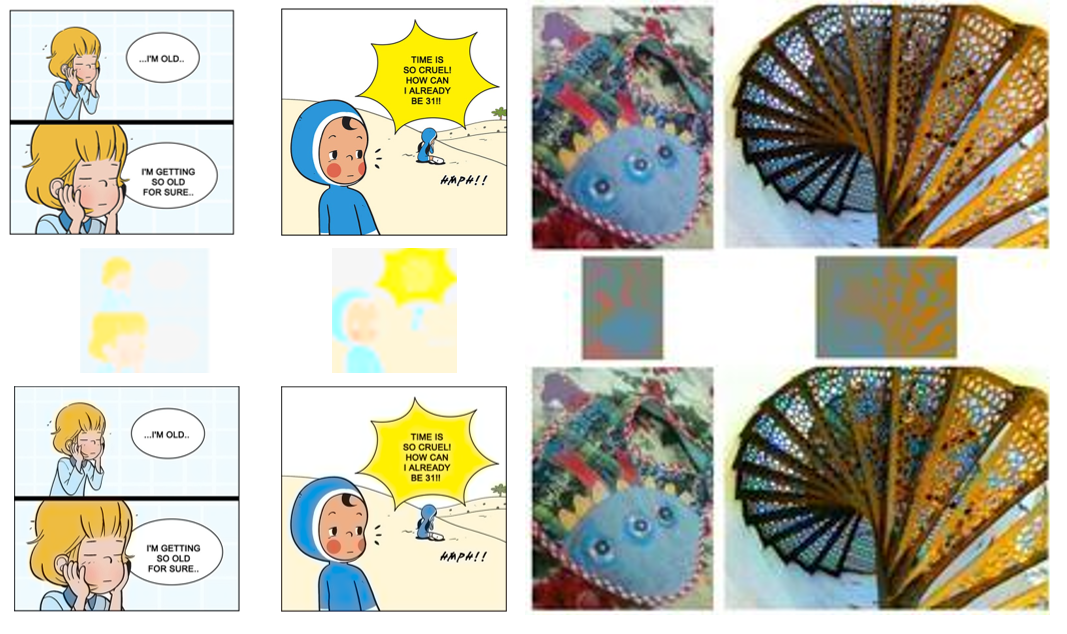 ...I'M OLD..
I'M GETTING
SO OLD
FOR SURE..
TIME IS
SO CRUEL!
HOW CAN
I ALREADY
BE 31!!
HMPH!!
...I'M OLD..
I'M GETTING
SO OLD
FOR SURE..
TIME IS
SO CRUEL!
HOW CAN
I ALREADY
BE 31!!
HMPH!!